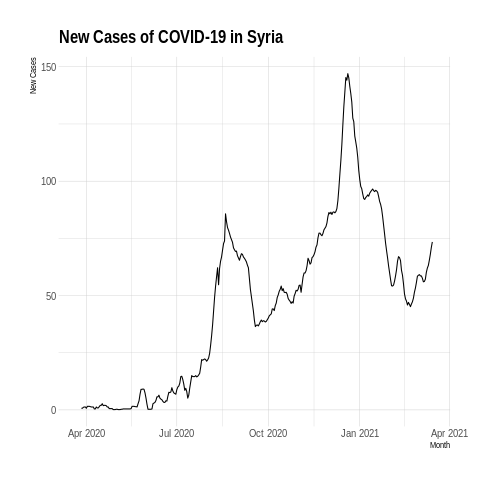 New Cases of COVID-19 in Syria
New Cases
150
100
50
0
Apr 2020 Jul 2020 Oct 2020 Jan 2021 Apr 2021
Month